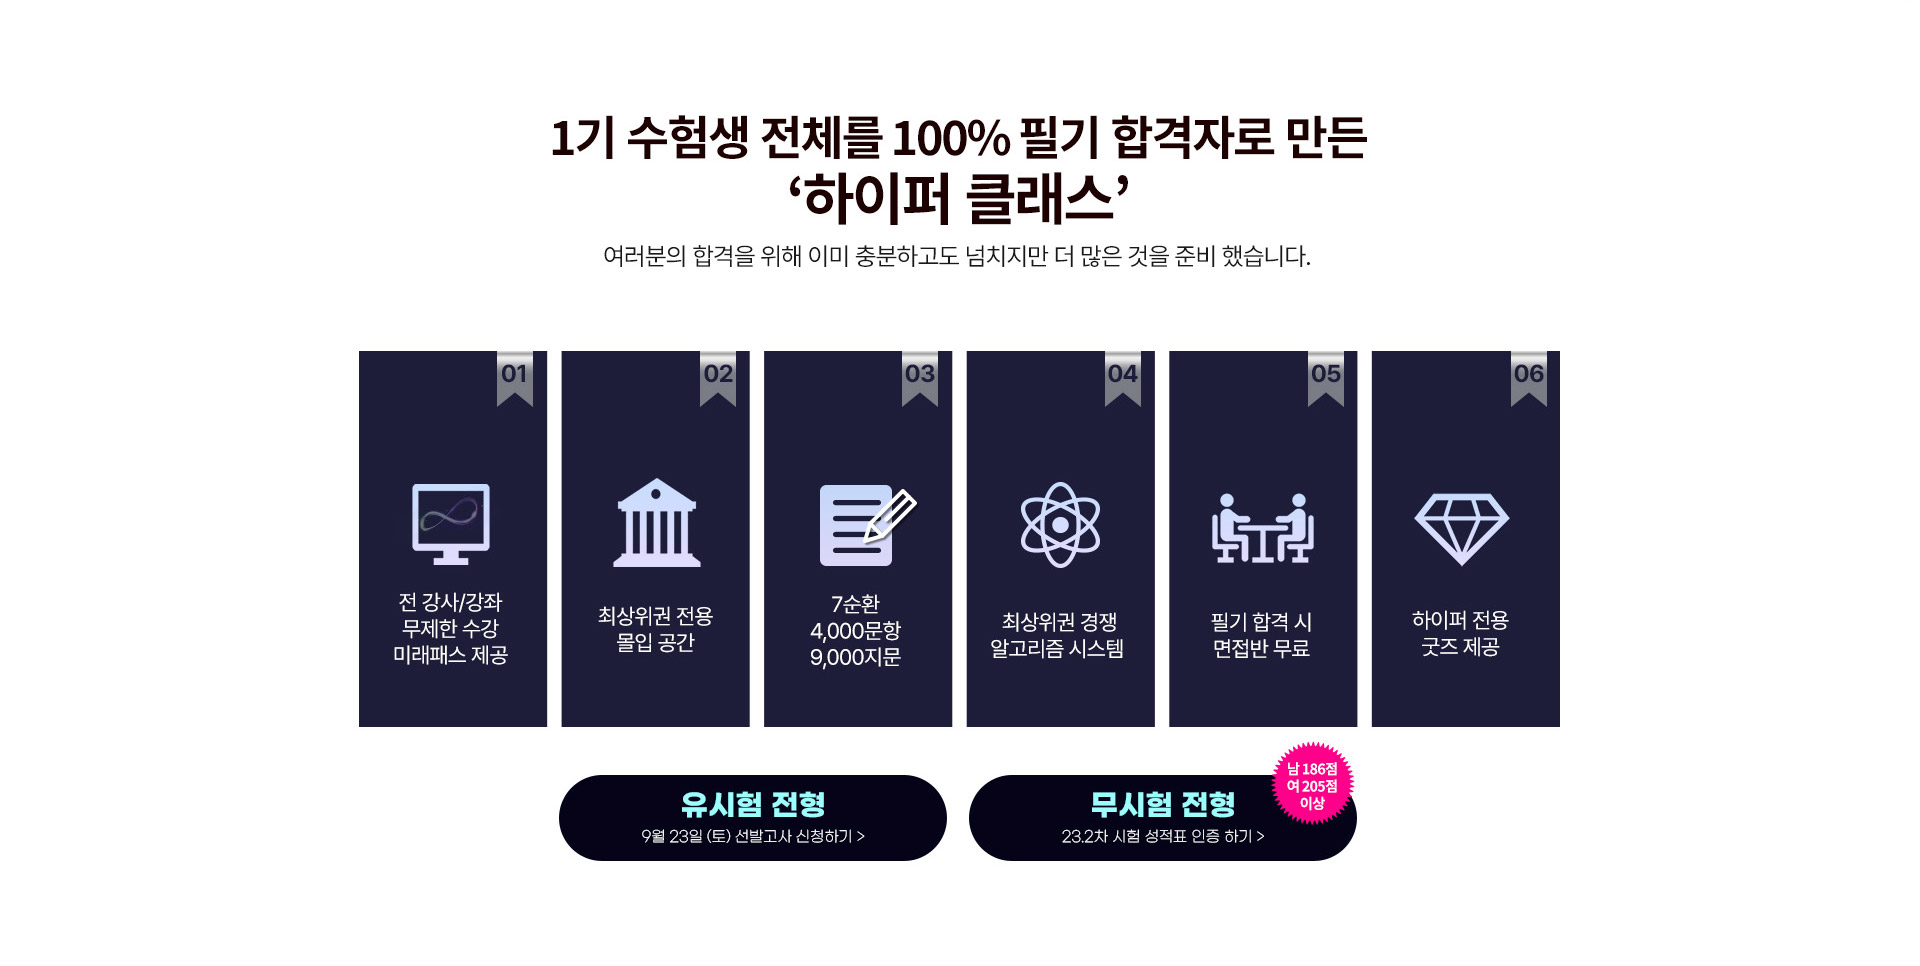 1기 수험생 전체를 100% 필기 합격자로 만든
‘하이퍼 클래스’
여러분의 합격을 위해 이미 충분하고도 넘치지만 더 많은 것을 준비 했습니다.
01
전 강사/강좌
무제한 수강
미래패스 제공
02
최상위권 전용
몰입 공간
03
7순환
4,000문항
9,000지문
04
최상위권 경쟁
알고리즘 시스템
05
필기 합격 시
면접반 무료
06
하이퍼 전용
굿즈 제공
유시험 전형
9월 23일 (토) 선발고사 신청하기 >
무시험 전형
23.2차 시험 성적표 인증 하기 >
남 186점
여 205점
이상